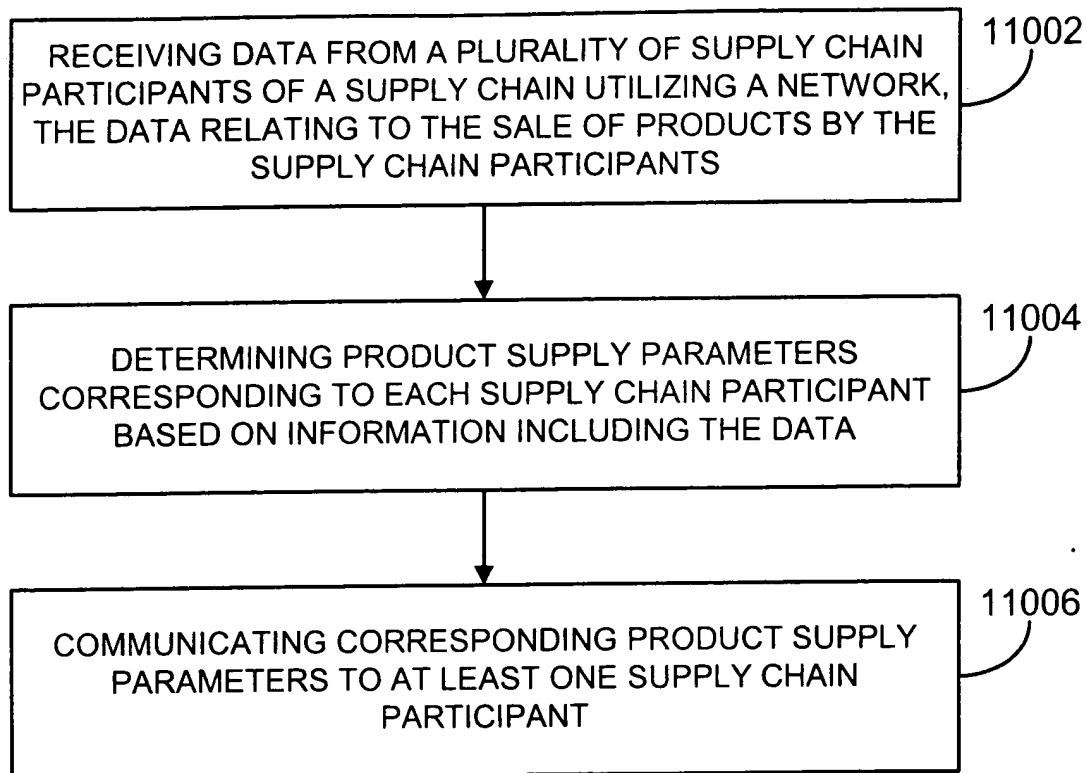 RECEIVING DATA FROM A PLURALITY OF SUPPLY CHAIN
PARTICIPANTS OF A SUPPLY CHAIN UTILIZING A NETWORK,
THE DATA RELATING TO THE SALE OF PRODUCTS BY THE
SUPPLY CHAIN PARTICIPANTS
11002
DETERMINING PRODUCT SUPPLY PARAMETERS
CORRESPONDING TO EACH SUPPLY CHAIN PARTICIPANT
BASED ON INFORMATION INCLUDING THE DATA
11004
COMMUNICATING CORRESPONDING PRODUCT SUPPLY
PARAMETERS TO AT LEAST ONE SUPPLY CHAIN
PARTICIPANT
11006